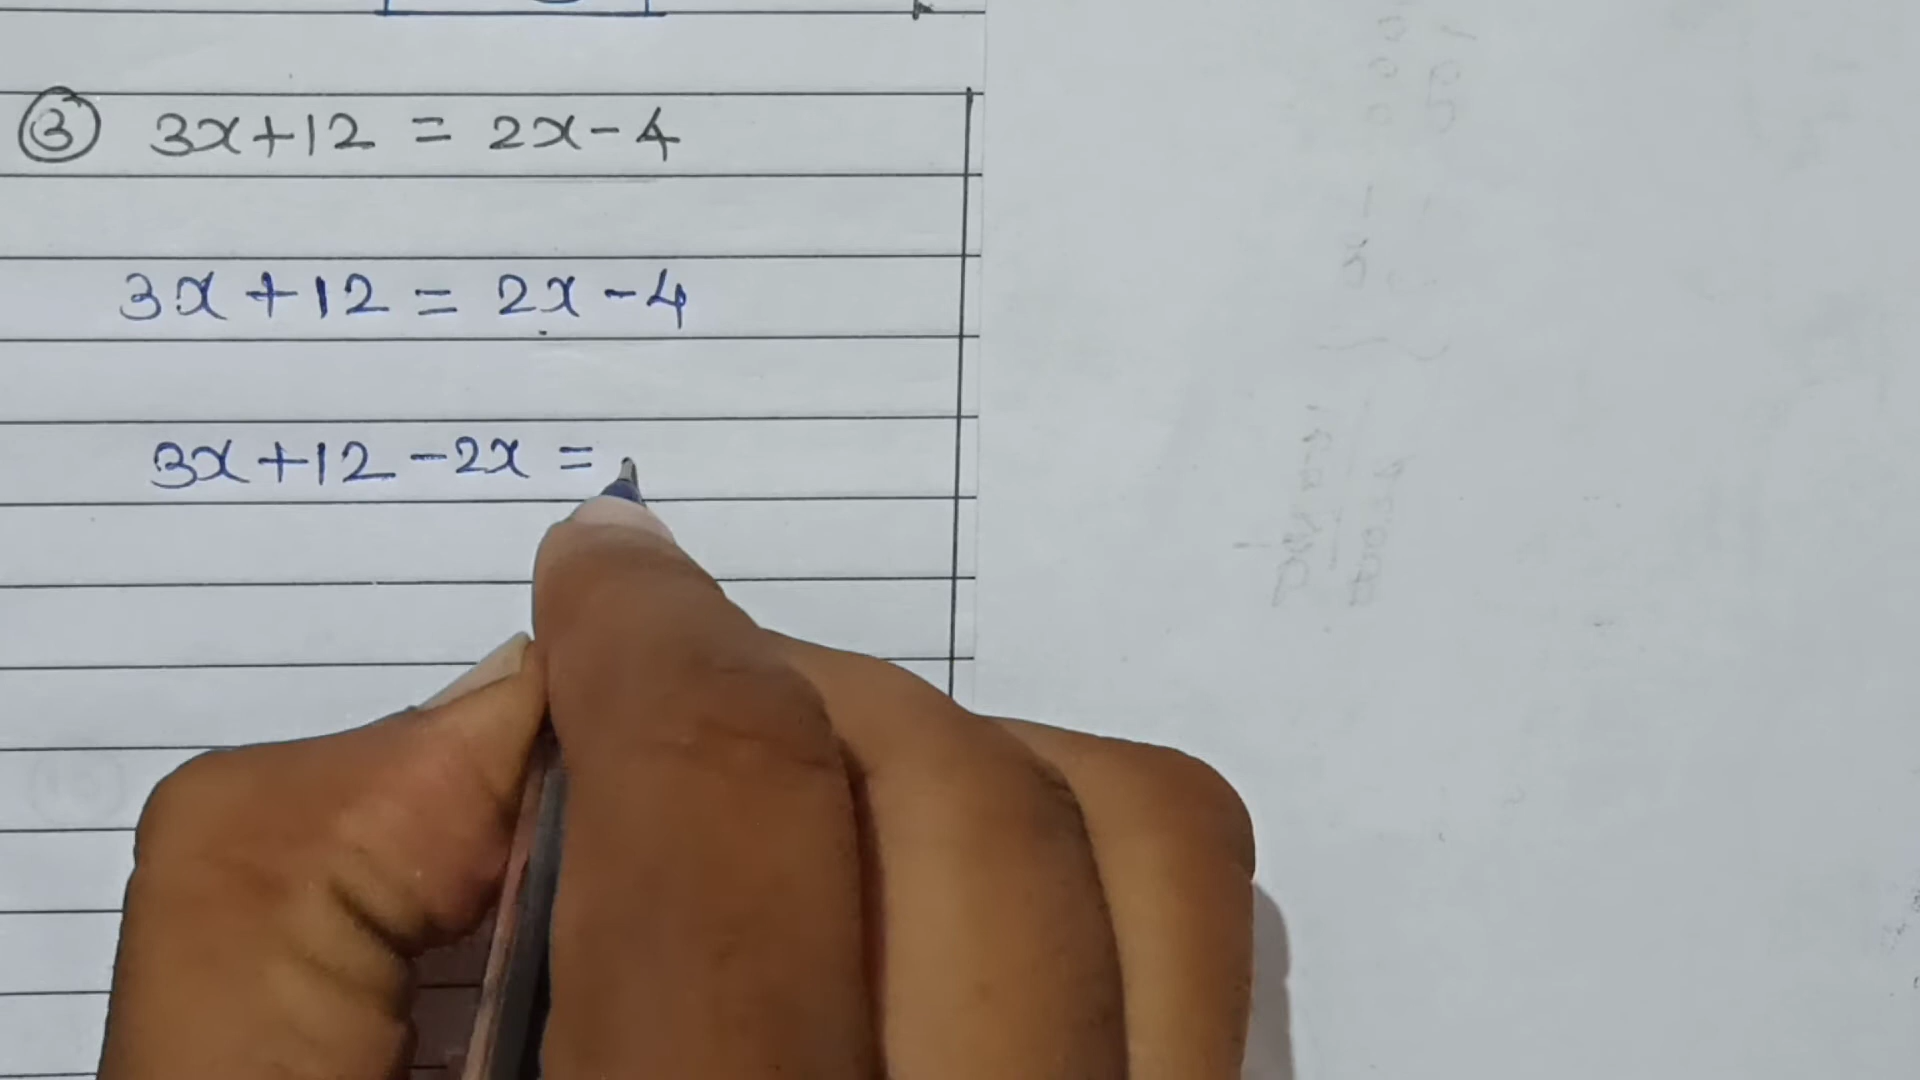 ③ 3x+12 = 2x-4
3x+12 = 2x-4
3x+12-2x =